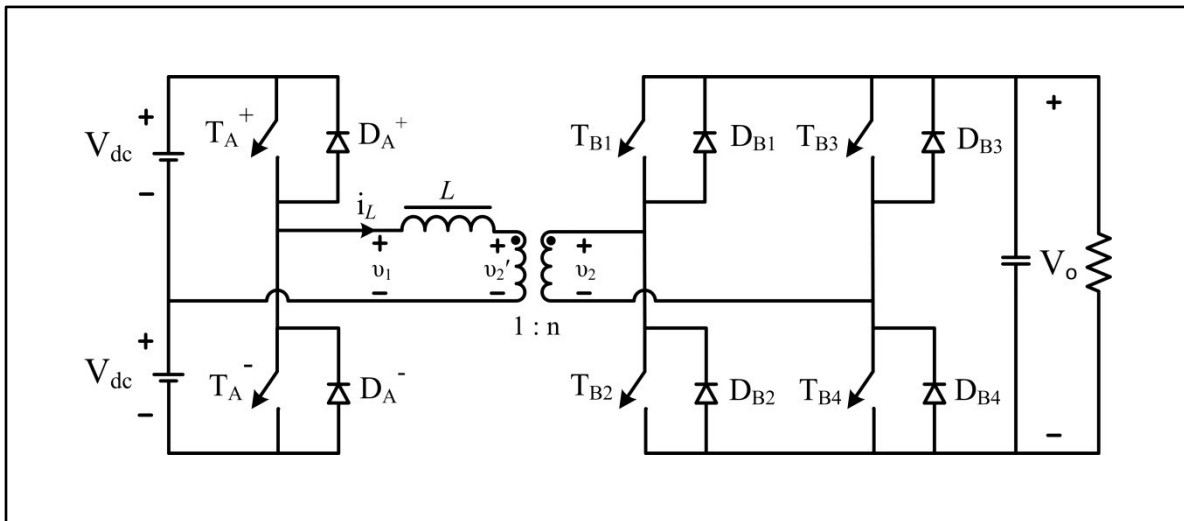 +
V_dc
−
T_A^+
D_A^+
i_L
L
+
υ_1
−
+
υ_2'
−
+
υ_2
−
1 : n
+
V_dc
−
T_A^-
D_A^-
T_B1
D_B1
T_B3
D_B3
T_B2
D_B2
T_B4
D_B4
+
V_o
−